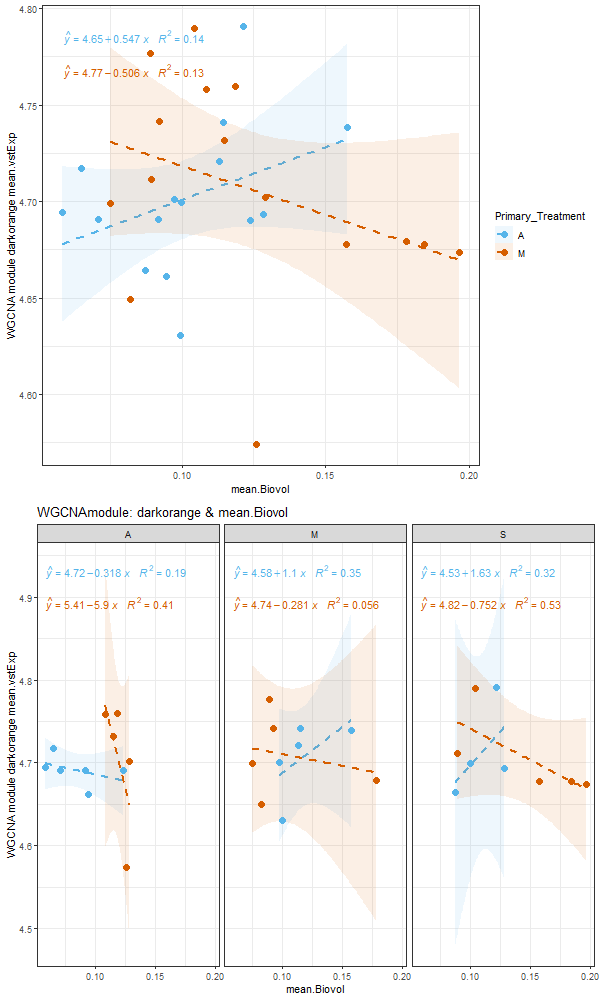 4.80
4.75
4.70
4.65
4.60
WGCNA module darkorange mean.vstExp
ŷ = 4.65 + 0.547 x R² = 0.14
ŷ = 4.77 − 0.506 x R² = 0.13
0.10
0.15
0.20
mean.Biovol
Primary_Treatment
A
M
WGCNAmodule: darkorange & mean.Biovol
A
M
S
4.9
4.8
4.7
4.6
4.5
WGCNA module darkorange mean.vstExp
ŷ = 4.72 − 0.318 x R² = 0.19
ŷ = 5.41 − 5.9 x R² = 0.41
ŷ = 4.58 + 1.1 x R² = 0.35
ŷ = 4.74 − 0.281 x R² = 0.056
ŷ = 4.53 + 1.63 x R² = 0.32
ŷ = 4.82 − 0.752 x R² = 0.53
0.10 0.15 0.20
0.10 0.15 0.20
0.10 0.15 0.20
mean.Biovol